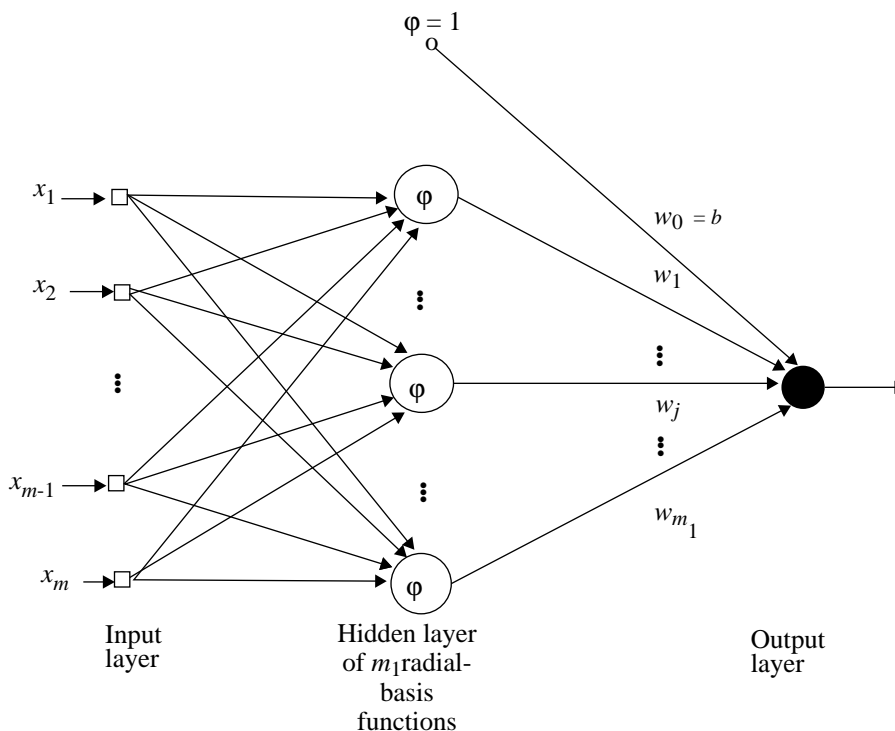 φ = 1
x1
w0 = b
φ
w1
x2
φ
wj
xm-1
wm1
xm
φ
Input
layer
Hidden layer
of m1radial-
basis
functions
Output
layer